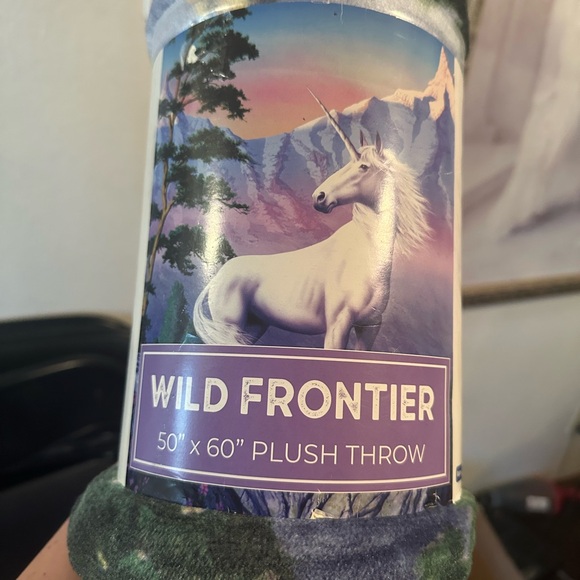 WILD FRONTIER
50” x 60” PLUSH THROW